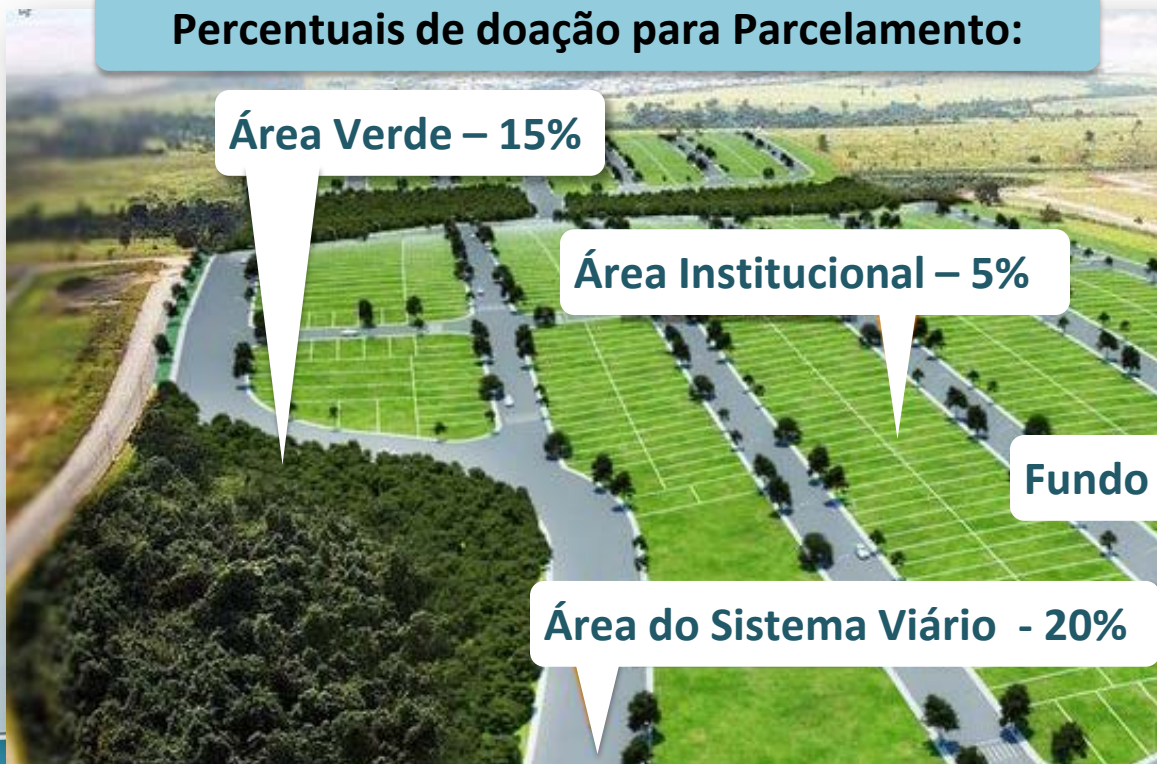 Percentuais de doação para Parcelamento:
Área Verde – 15%
Área Institucional – 5%
Fundo
Área do Sistema Viário - 20%